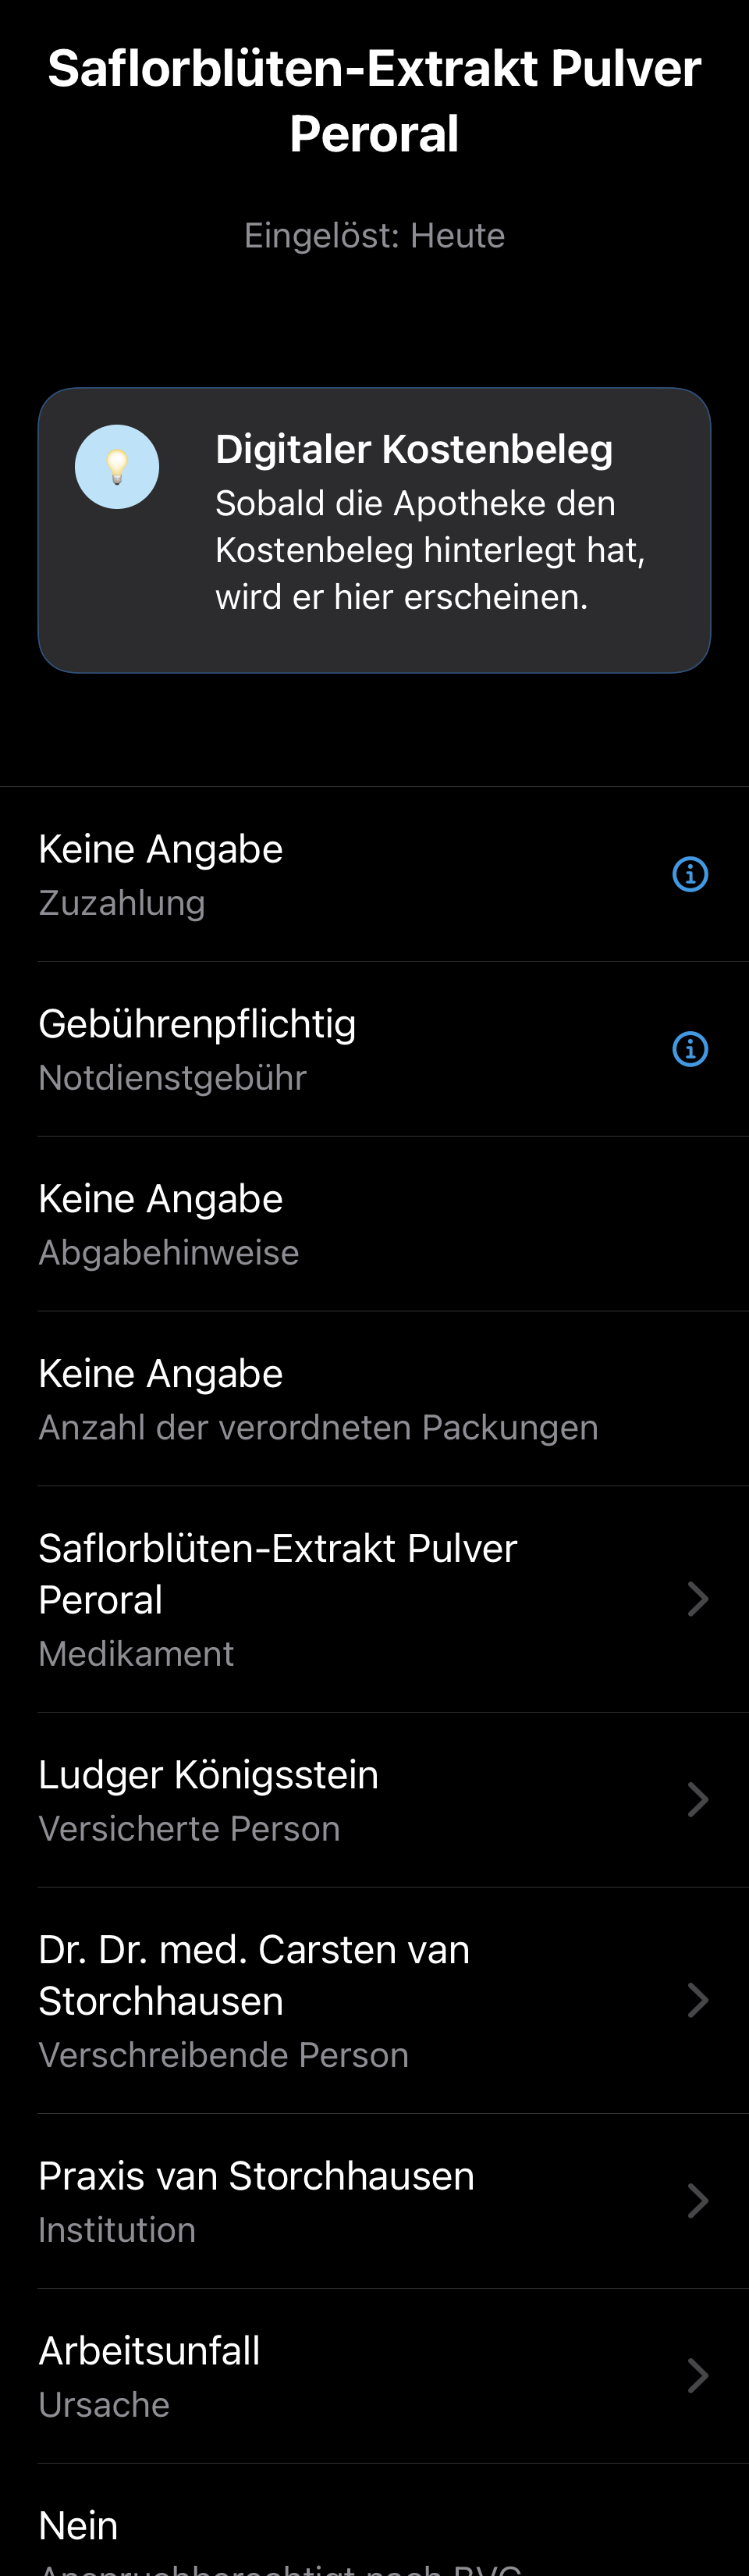 Saflorblüten-Extrakt Pulver
Peroral
Eingelöst: Heute
Digitaler Kostenbeleg
Sobald die Apotheke den
Kostenbeleg hinterlegt hat,
wird er hier erscheinen.
Keine Angabe
Zuzahlung
Gebührenpflichtig
Notdienstgebühr
Keine Angabe
Abgabehinweise
Keine Angabe
Anzahl der verordneten Packungen
Saflorblüten-Extrakt Pulver
Peroral
Medikament
Ludger Königsstein
Versicherte Person
Dr. Dr. med. Carsten van
Storchhausen
Verschreibende Person
Praxis van Storchhausen
Institution
Arbeitsunfall
Ursache
Nein